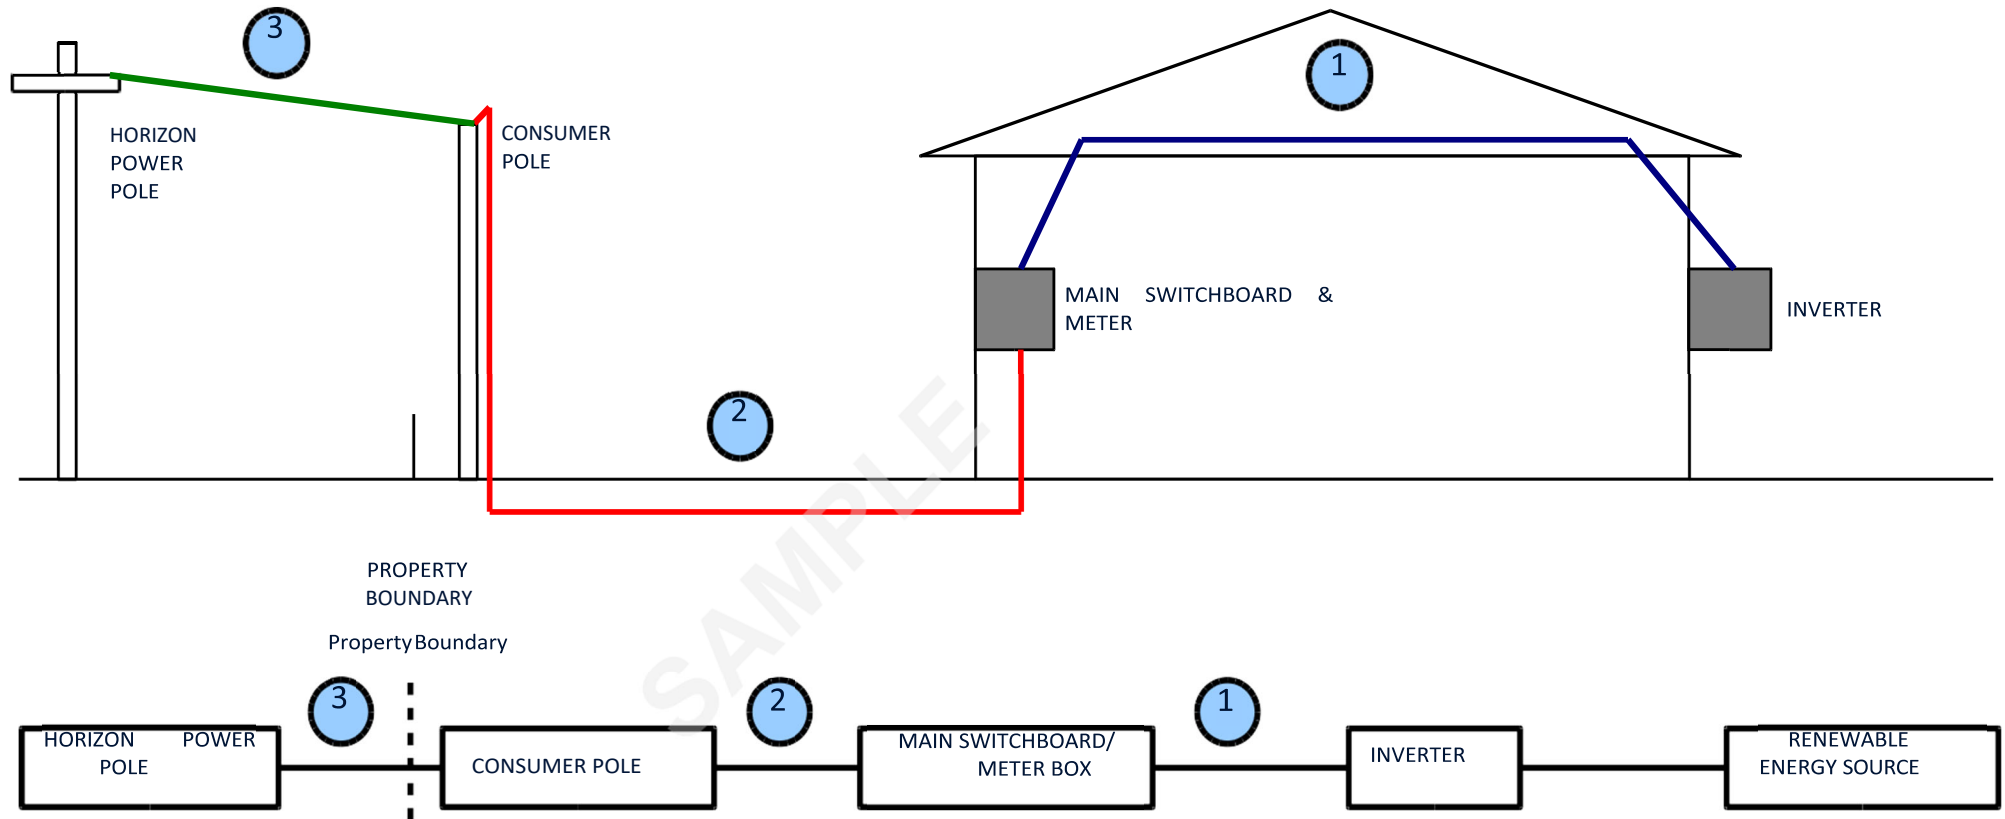 3
1
HORIZON
POWER
POLE
CONSUMER
POLE
MAIN SWITCHBOARD &
METER
INVERTER
2
SAMPLE
PROPERTY
BOUNDARY
Property Boundary
3
2
1
HORIZON POWER
POLE
CONSUMER POLE
MAIN SWITCHBOARD/
METER BOX
INVERTER
RENEWABLE
ENERGY SOURCE